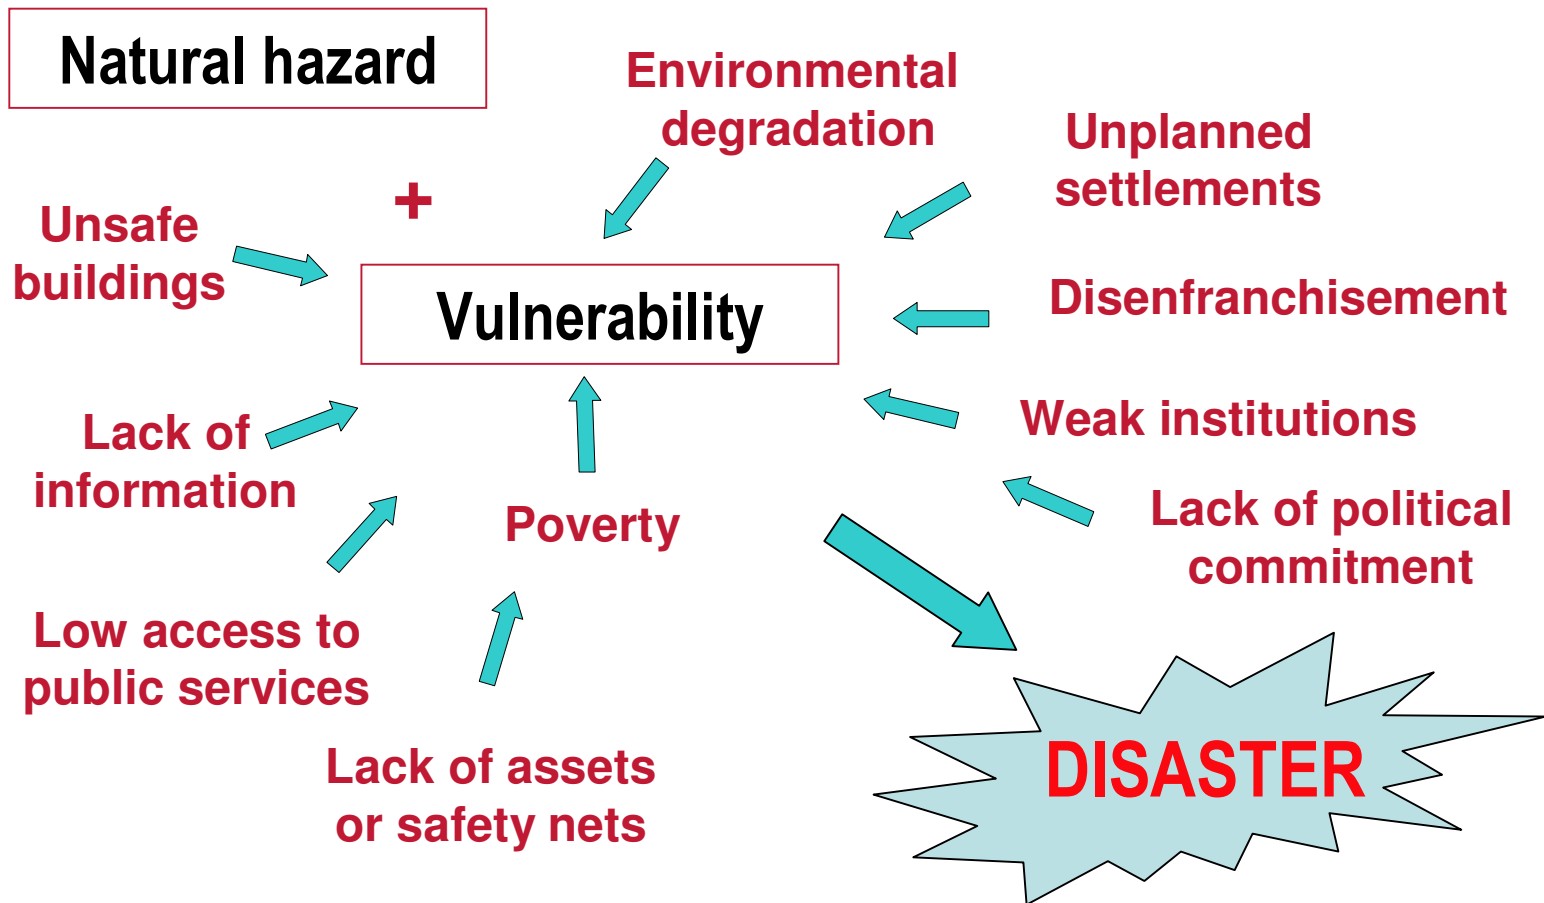 Natural hazard
Environmental
degradation
Unplanned
settlements
+
Unsafe
buildings
Vulnerability
Disenfranchisement
Lack of
information
Weak institutions
Poverty
Lack of political
commitment
Low access to
public services
Lack of assets
or safety nets
DISASTER